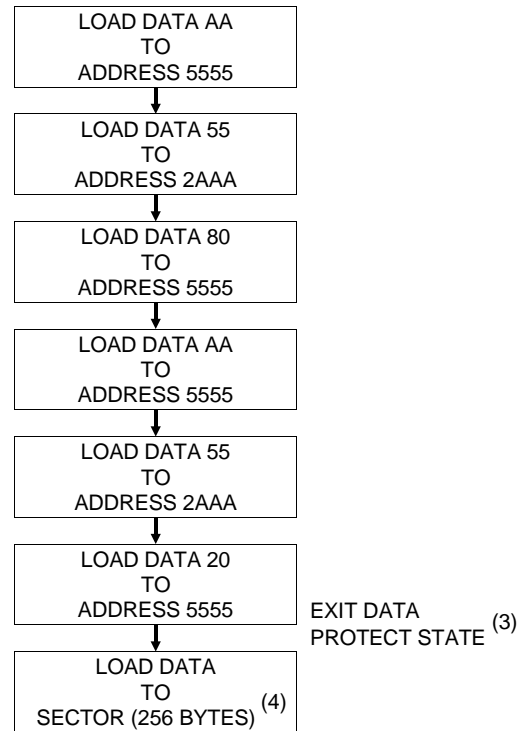 LOAD DATA AA
TO
ADDRESS 5555
LOAD DATA 55
TO
ADDRESS 2AAA
LOAD DATA 80
TO
ADDRESS 5555
LOAD DATA AA
TO
ADDRESS 5555
LOAD DATA 55
TO
ADDRESS 2AAA
LOAD DATA 20
TO
ADDRESS 5555
EXIT DATA
PROTECT STATE (3)
LOAD DATA
TO
SECTOR (256 BYTES) (4)